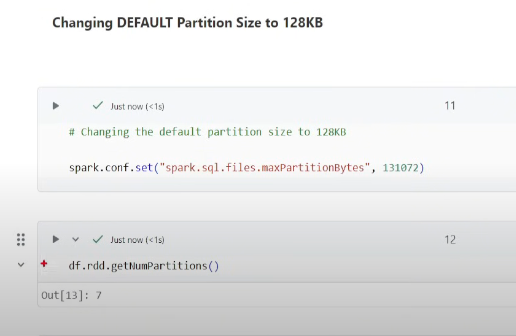 Changing DEFAULT Partition Size to 128KB
Just now (<1s)
11
# Changing the default partition size to 128KB
spark.conf.set("spark.sql.files.maxPartitionBytes", 131072)
Just now (<1s)
12
df.rdd.getNumPartitions()
Out[13]: 7